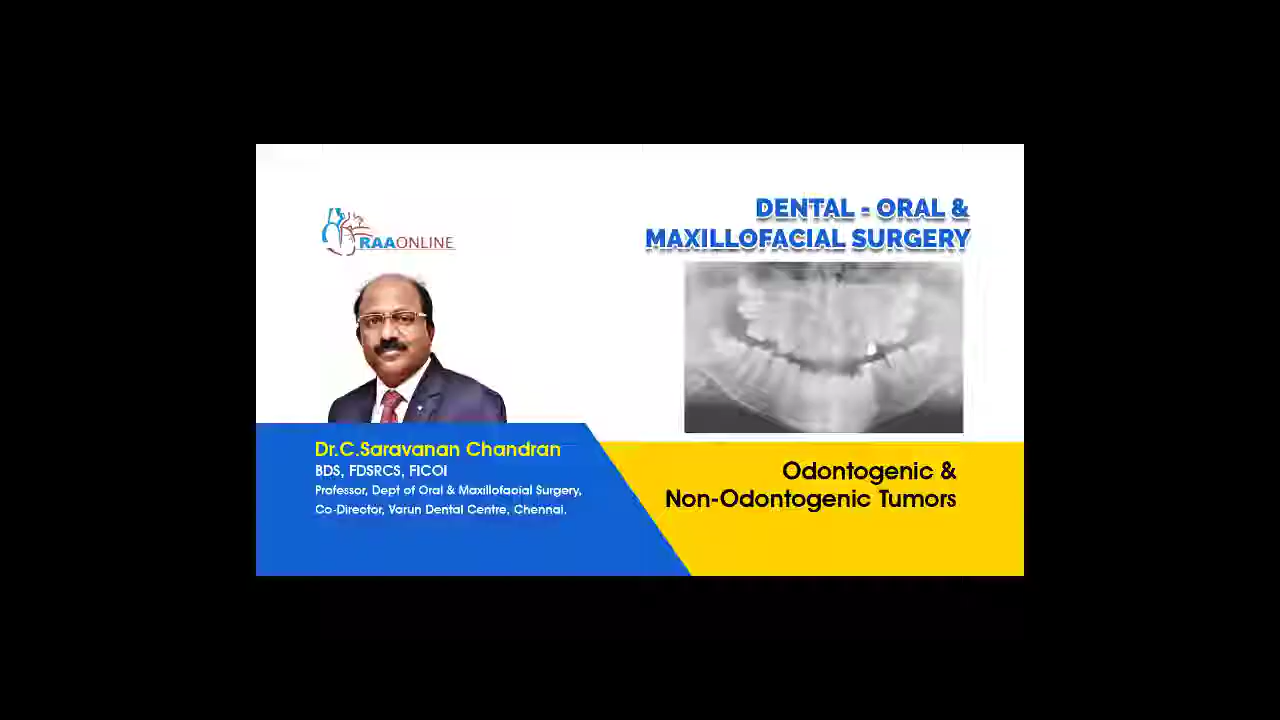 RAAONLINE
DENTAL - ORAL &
MAXILLOFACIAL SURGERY
Dr.C.Saravanan Chandran
BDS, FDSRCS, FICOI
Professor, Dept of Oral & Maxillofacial Surgery,
Co-Director, Varun Dental Centre, Chennai.
Odontogenic &
Non-Odontogenic Tumors